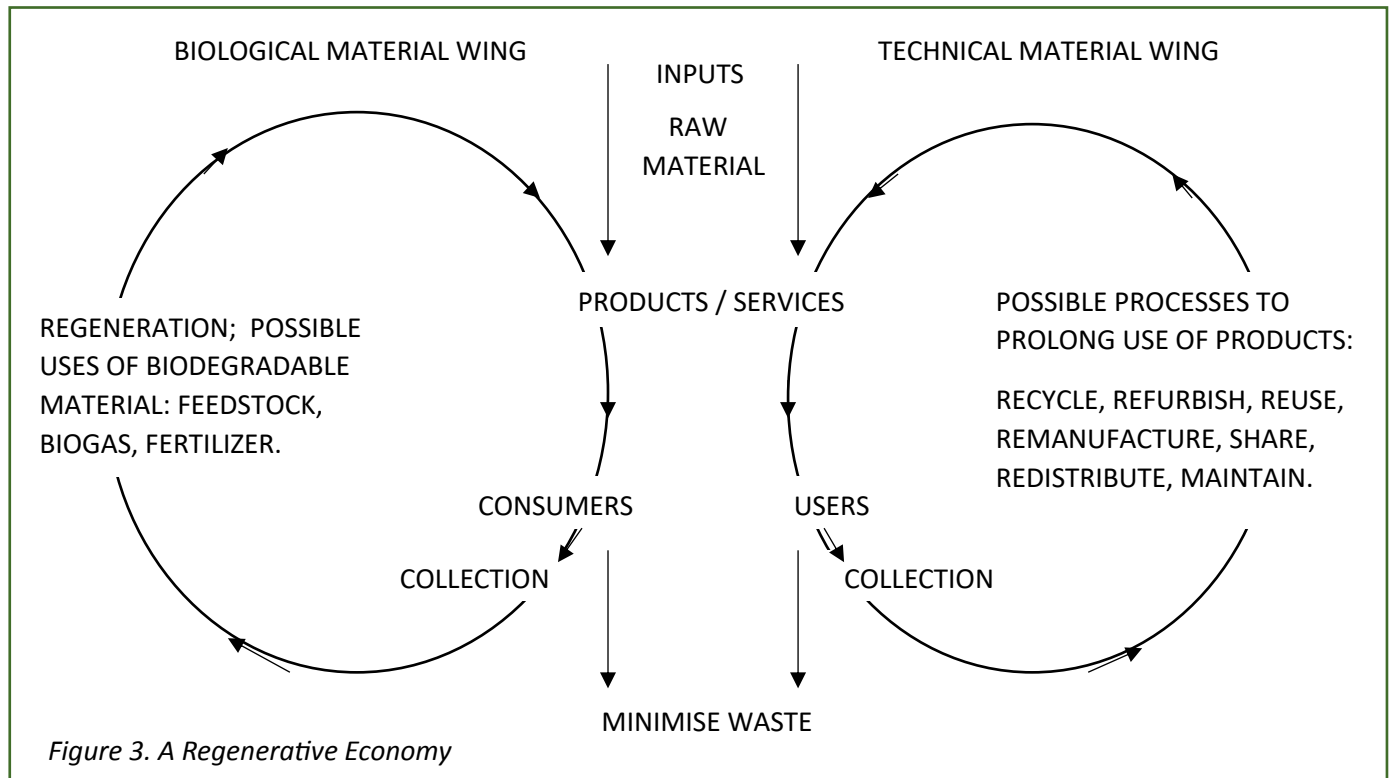 BIOLOGICAL MATERIAL WING
TECHNICAL MATERIAL WING
INPUTS
RAW
MATERIAL
PRODUCTS / SERVICES
REGENERATION; POSSIBLE
USES OF BIODEGRADABLE
MATERIAL: FEEDSTOCK,
BIOGAS, FERTILIZER.
POSSIBLE PROCESSES TO
PROLONG USE OF PRODUCTS:
RECYCLE, REFURBISH, REUSE,
REMANUFACTURE, SHARE,
REDISTRIBUTE, MAINTAIN.
CONSUMERS
USERS
COLLECTION
COLLECTION
MINIMISE WASTE
Figure 3. A Regenerative Economy